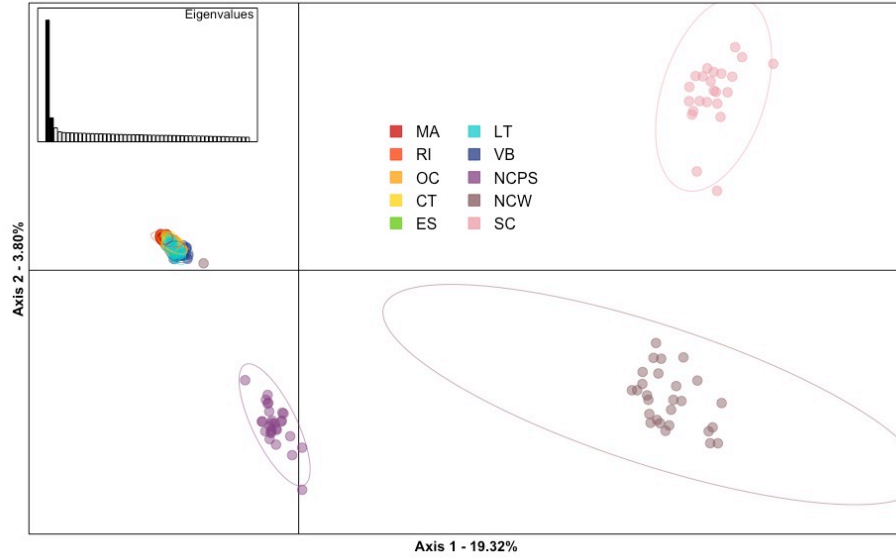 Eigenvalues
MA
RI
OC
CT
ES
LT
VB
NCPS
NCW
SC
Axis 2 - 3.80%
Axis 1 - 19.32%